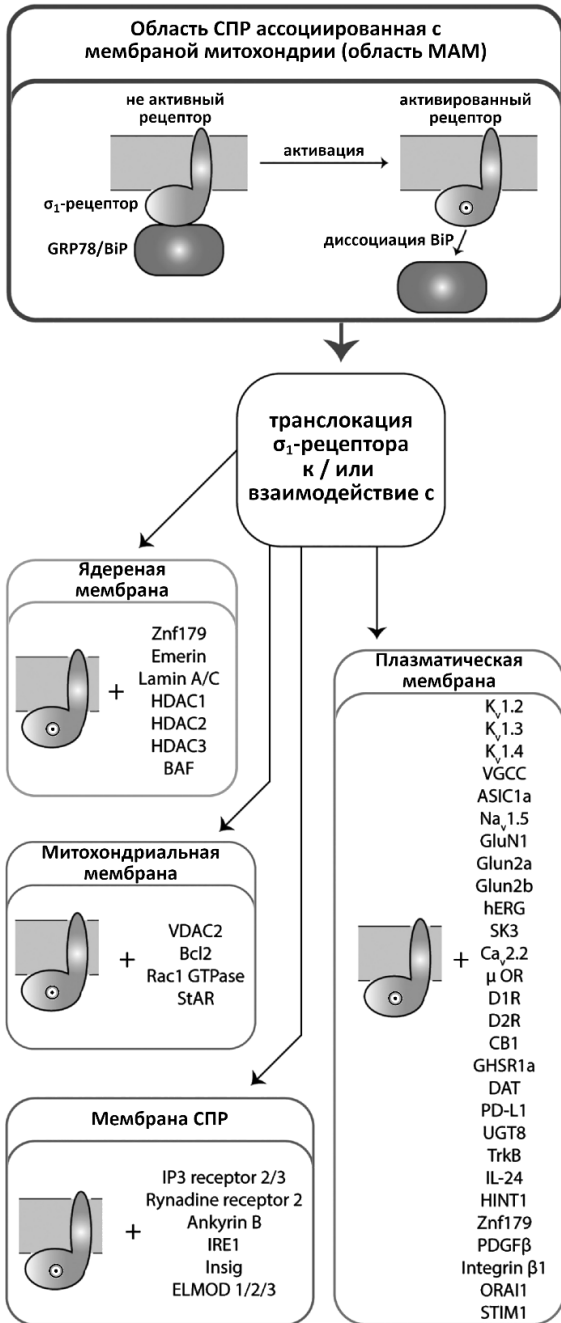 Область СПР ассоциированная с
мембраной митохондрии (область МАМ)
не активный
рецептор
активированный
рецептор
активация
σ₁-рецептор
GRP78/BiP
диссоциация BiP
транслокация
σ₁-рецептора
к / или
взаимодействие с
Ядереная
мембрана
+
Znf179
Emerin
Lamin A/C
HDAC1
HDAC2
HDAC3
BAF
Митохондриальная
мембрана
+
VDAC2
Bcl2
Rac1 GTPase
StAR
Мембрана СПР
+
IP3 receptor 2/3
Rynadine receptor 2
Ankyrin B
IRE1
Insig
ELMOD 1/2/3
Плазматическая
мембрана
+
Kᵥ1.2
Kᵥ1.3
Kᵥ1.4
VGCC
ASIC1a
Naᵥ1.5
GluN1
Glun2a
Glun2b
hERG
SK3
Caᵥ2.2
μ OR
D1R
D2R
CB1
GHSR1a
DAT
PD-L1
UGT8
TrkB
IL-24
HINT1
Znf179
PDGFβ
Integrin β1
ORAI1
STIM1